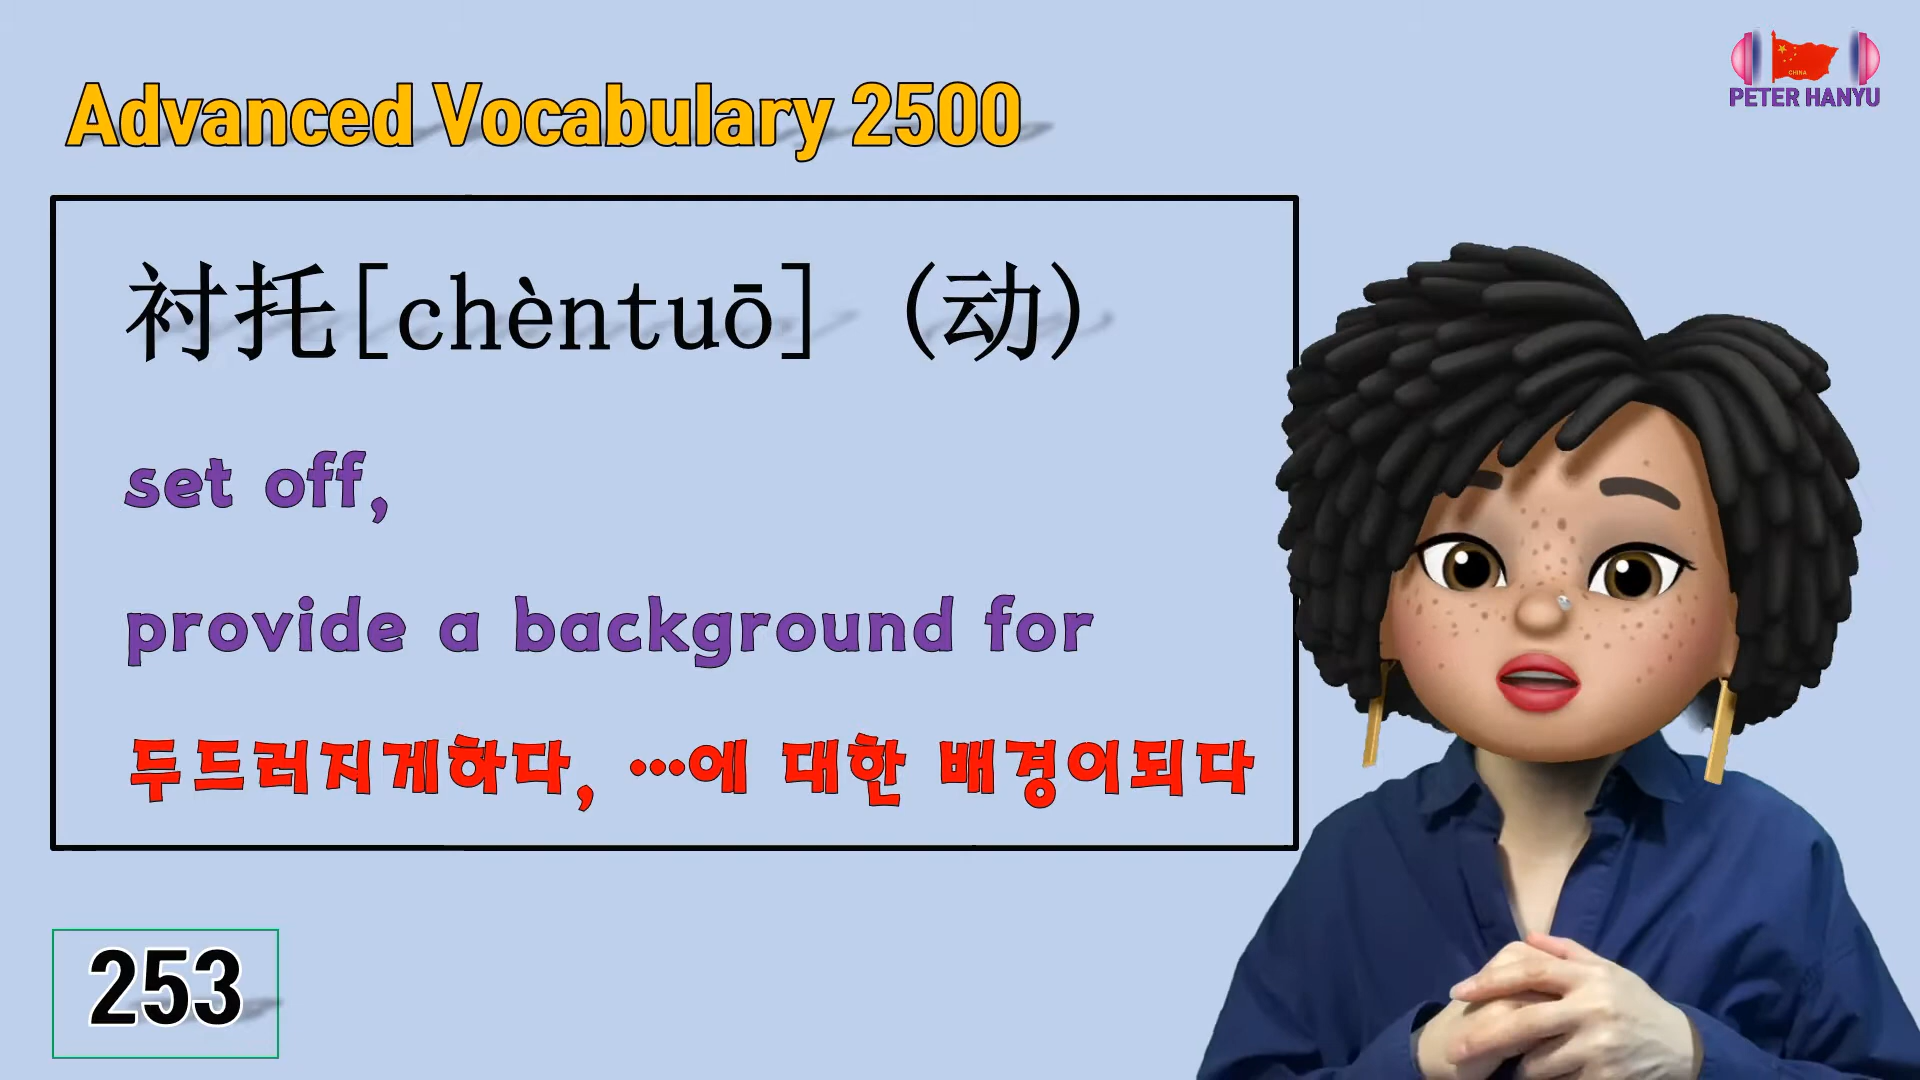 CHINA
PETER HANYU
Advanced Vocabulary 2500
衬托[chèntuō] (动)
set off,
provide a background for
두드러지게하다, …에 대한 배경이되다
253